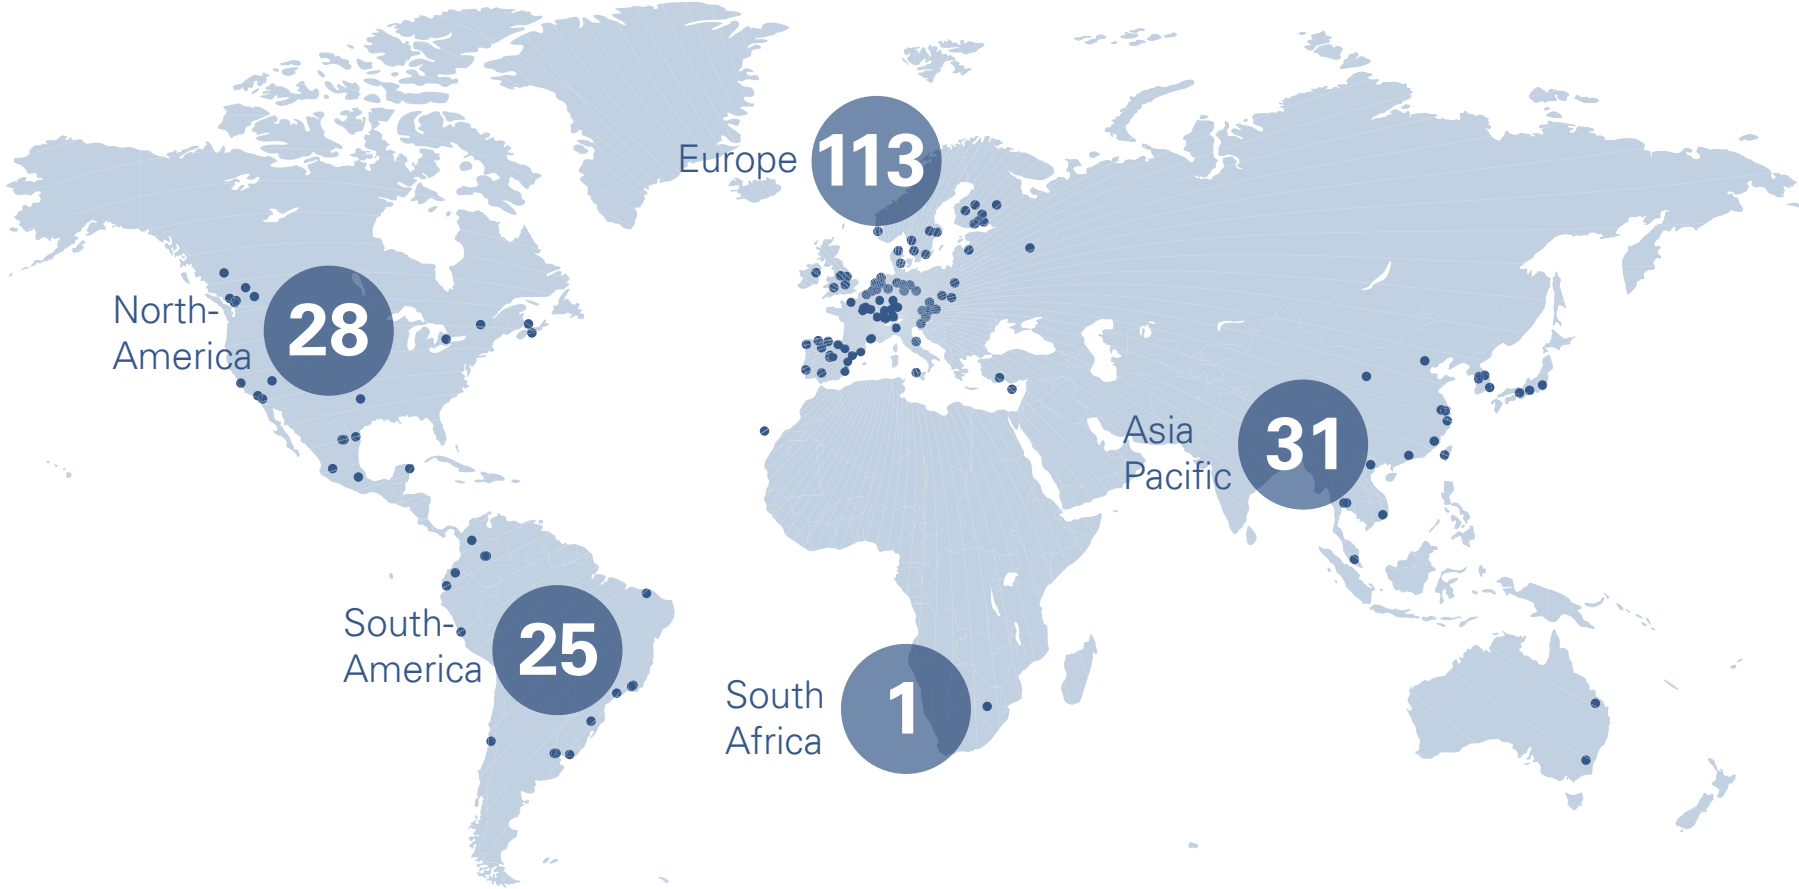 Europe 113
North-
America
28
Asia
Pacific
31
South-
America
25
South
Africa
1